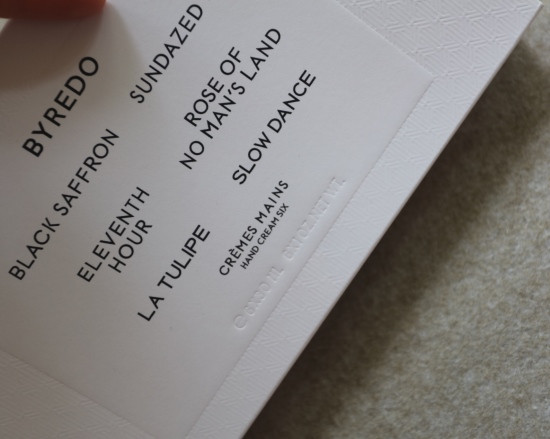 BYREDO
SUNDAZED
BLACK SAFFRON
ROSE OF
NO MAN'S LAND
ELEVENTH
HOUR
SLOW DANCE
LA TULIPE
CRÈMES MAINS
HAND CREAM SIX